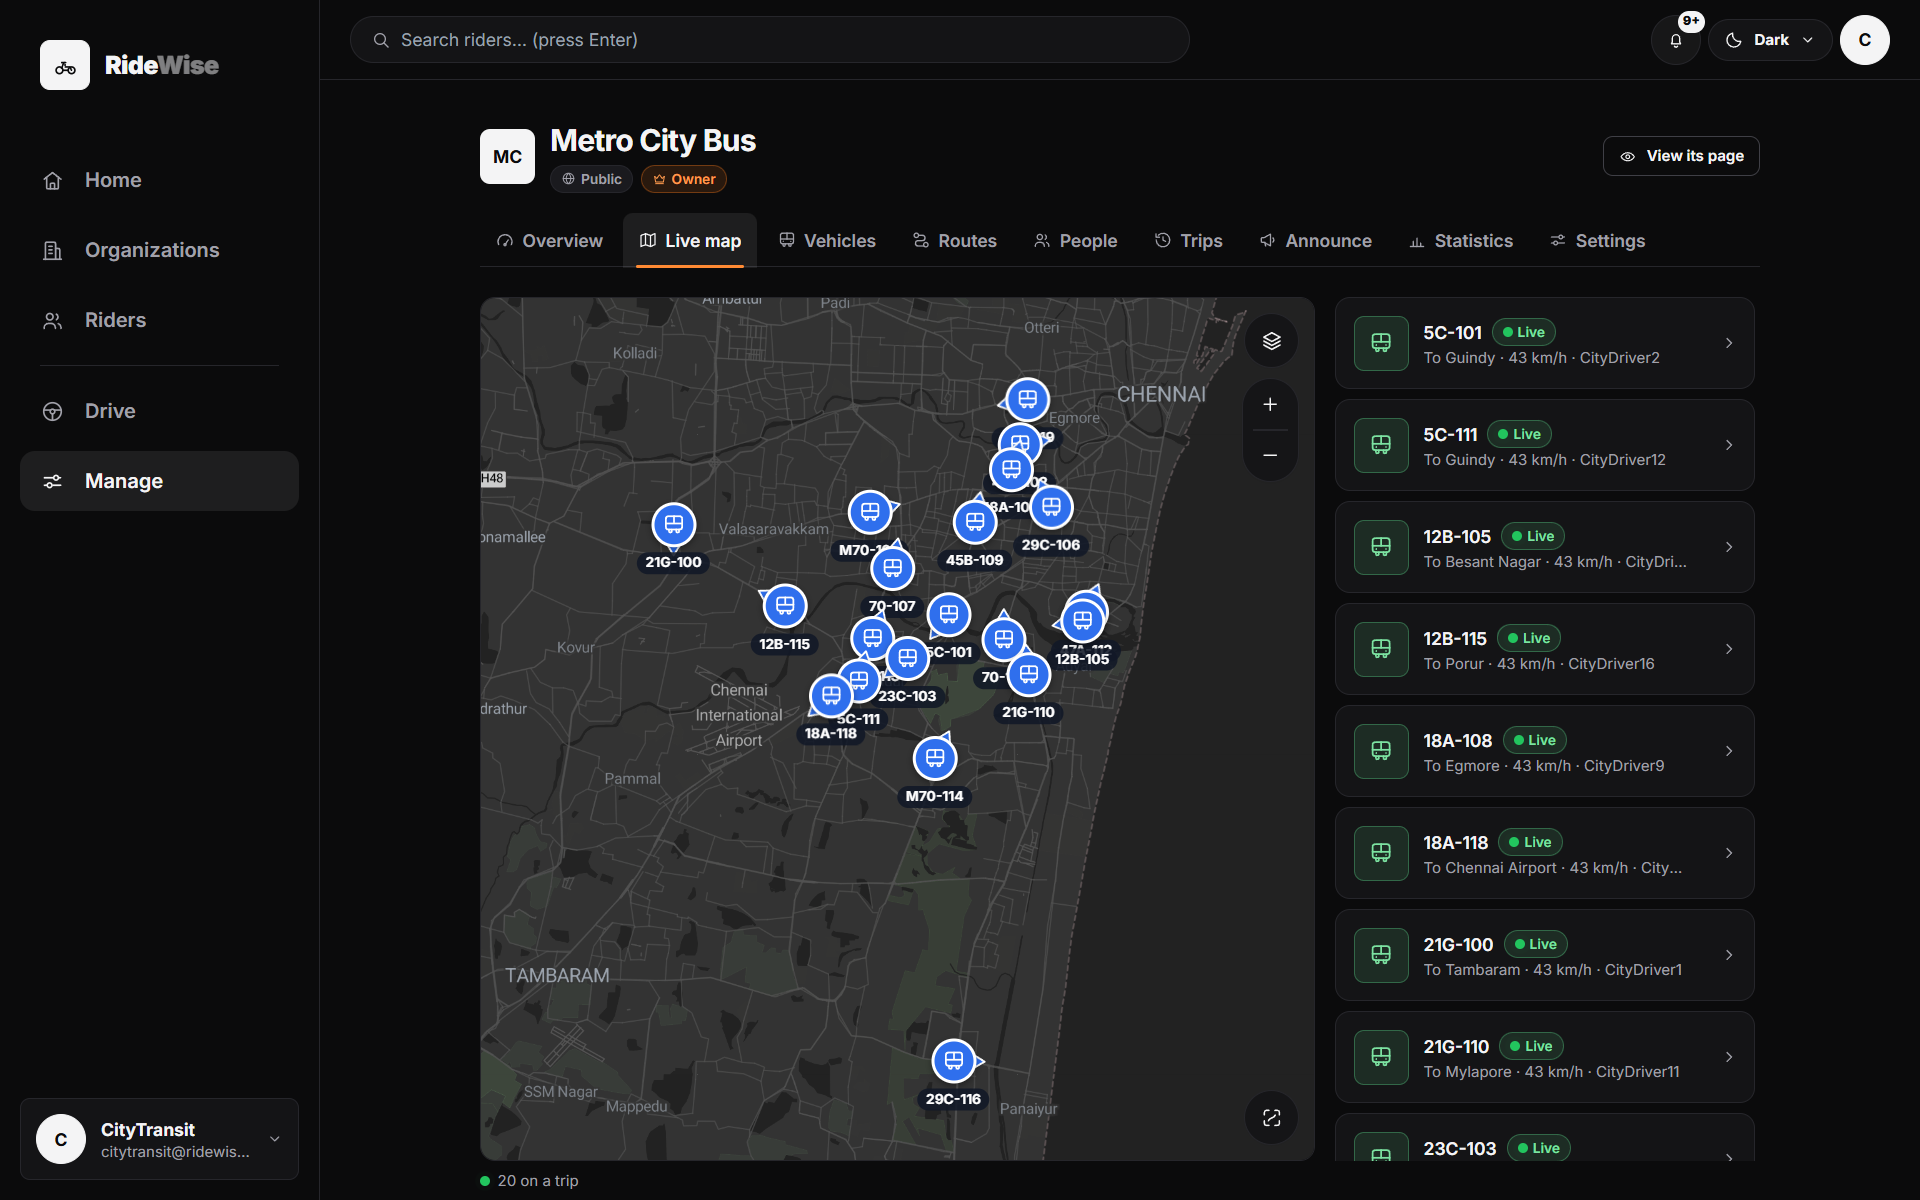 RideWise
Search riders... (press Enter)
9+
Dark
C
Home
Organizations
Riders
Drive
Manage
MC
Metro City Bus
Public
Owner
View its page
Overview
Live map
Vehicles
Routes
People
Trips
Announce
Statistics
Settings
Ambattur
Padi
Otteri
Kolladi
CHENNAI
Egmore
H48
Valasaravakkam
onamallee
21G-100
45B-109
29C-106
70-107
12B-115
5C-101
12B-105
Kovur
Chennai
International
Airport
23C-103
21G-110
drathur
5C-111
18A-118
Pammal
M70-114
TAMBARAM
29C-116
SSM Nagar
Mappedu
Panaiyur
20 on a trip
5C-101
Live
To Guindy · 43 km/h · CityDriver2
5C-111
Live
To Guindy · 43 km/h · CityDriver12
12B-105
Live
To Besant Nagar · 43 km/h · CityDri...
12B-115
Live
To Porur · 43 km/h · CityDriver16
18A-108
Live
To Egmore · 43 km/h · CityDriver9
18A-118
Live
To Chennai Airport · 43 km/h · City...
21G-100
Live
To Tambaram · 43 km/h · CityDriver1
21G-110
Live
To Mylapore · 43 km/h · CityDriver11
23C-103
Live
C
CityTransit
citytransit@ridewis...